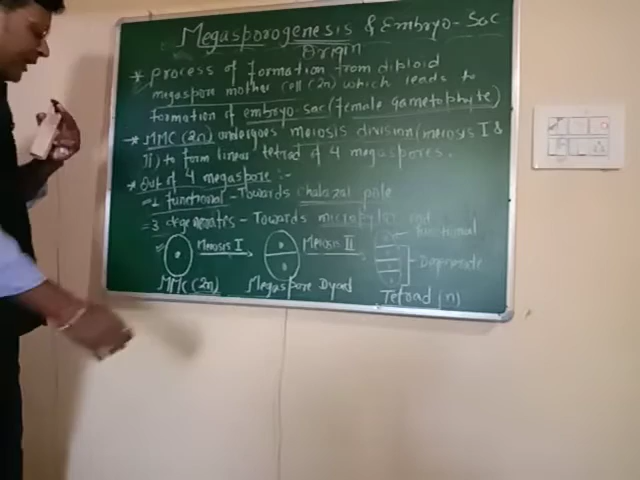 Megasporogenesis & Embryo-Sac
Origin
* Process of formation from diploid
megaspore mother cell (2n) which leads to
formation of embryo-sac (female gametophyte)
* MMC (2n) undergoes meiosis division (meiosis I &
II) to form linear tetrad of 4 megaspores.
* Out of 4 megaspore :-
⇒ 1 functional - Towards chalazal pole
⇒ 3 degenerates - Towards micropylar end
Meiosis I
Meiosis II
functional
Degenerate
MMC (2n)
Megaspore Dyad
Tetrad (n)